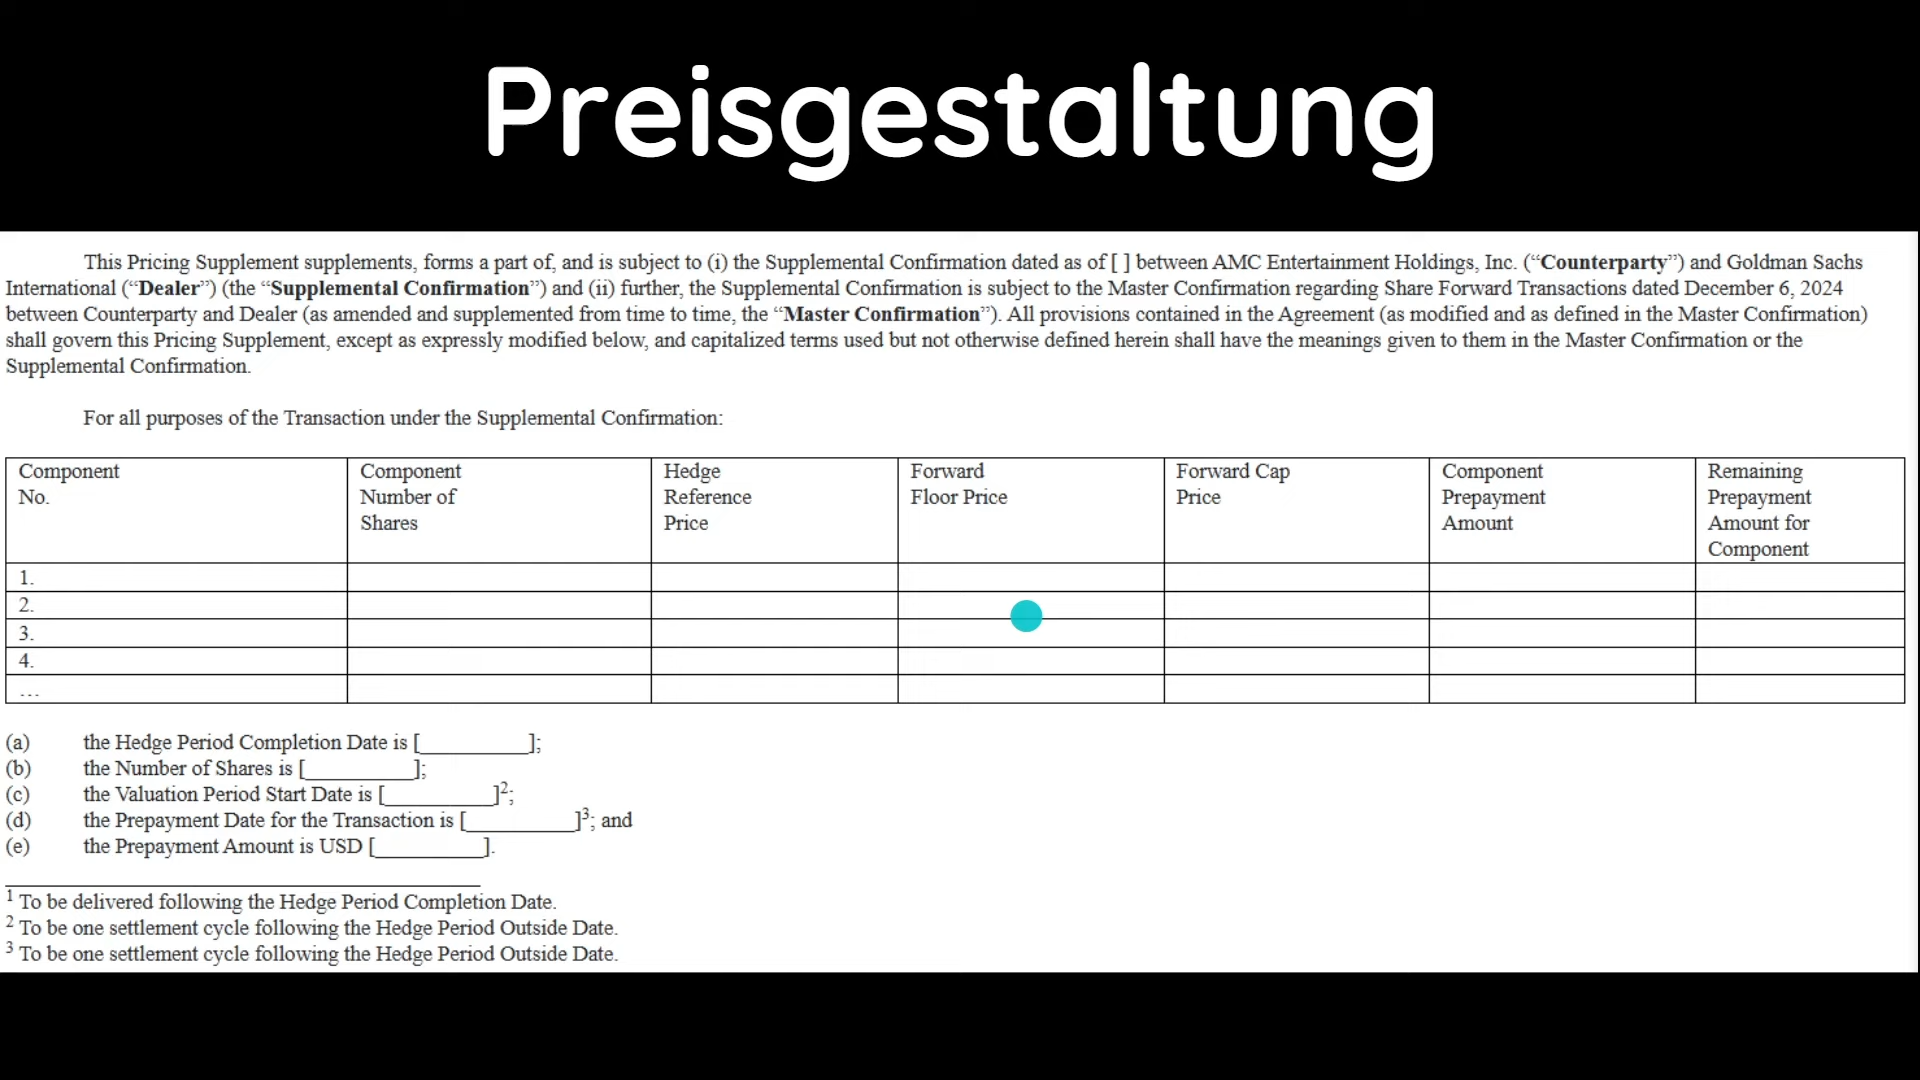 Preisgestaltung
This Pricing Supplement supplements, forms a part of, and is subject to (i) the Supplemental Confirmation dated as of [ ] between AMC Entertainment Holdings, Inc. (“Counterparty”) and Goldman Sachs
International (“Dealer”) (the “Supplemental Confirmation”) and (ii) further, the Supplemental Confirmation is subject to the Master Confirmation regarding Share Forward Transactions dated December 6, 2024
between Counterparty and Dealer (as amended and supplemented from time to time, the “Master Confirmation”). All provisions contained in the Agreement (as modified and as defined in the Master Confirmation)
shall govern this Pricing Supplement, except as expressly modified below, and capitalized terms used but not otherwise defined herein shall have the meanings given to them in the Master Confirmation or the
Supplemental Confirmation.
For all purposes of the Transaction under the Supplemental Confirmation:
Component No.
Component Number of Shares
Hedge Reference Price
Forward Floor Price
Forward Cap Price
Component Prepayment Amount
Remaining Prepayment Amount for Component
1.
2.
3.
4.
…
(a) the Hedge Period Completion Date is [__________];
(b) the Number of Shares is [__________];
(c) the Valuation Period Start Date is [__________]2;
(d) the Prepayment Date for the Transaction is [__________]3; and
(e) the Prepayment Amount is USD [__________].
1 To be delivered following the Hedge Period Completion Date.
2 To be one settlement cycle following the Hedge Period Outside Date.
3 To be one settlement cycle following the Hedge Period Outside Date.